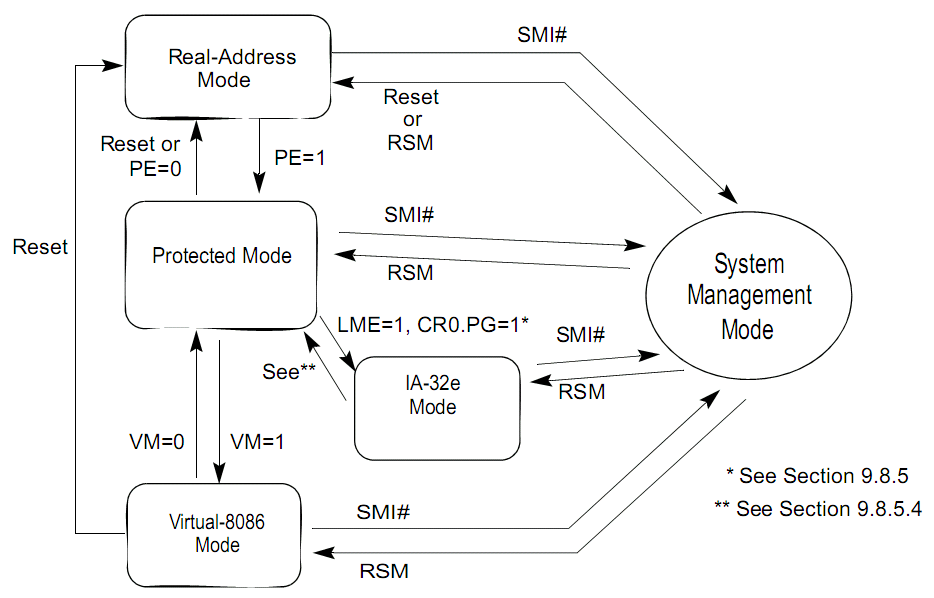 SMI#
Real-Address
Mode
Reset
or
RSM
Reset or
PE=0
PE=1
SMI#
Reset
Protected Mode
RSM
System
Management
Mode
LME=1, CR0.PG=1*
SMI#
See**
IA-32e
Mode
RSM
VM=0
VM=1
* See Section 9.8.5
** See Section 9.8.5.4
Virtual-8086
Mode
SMI#
RSM